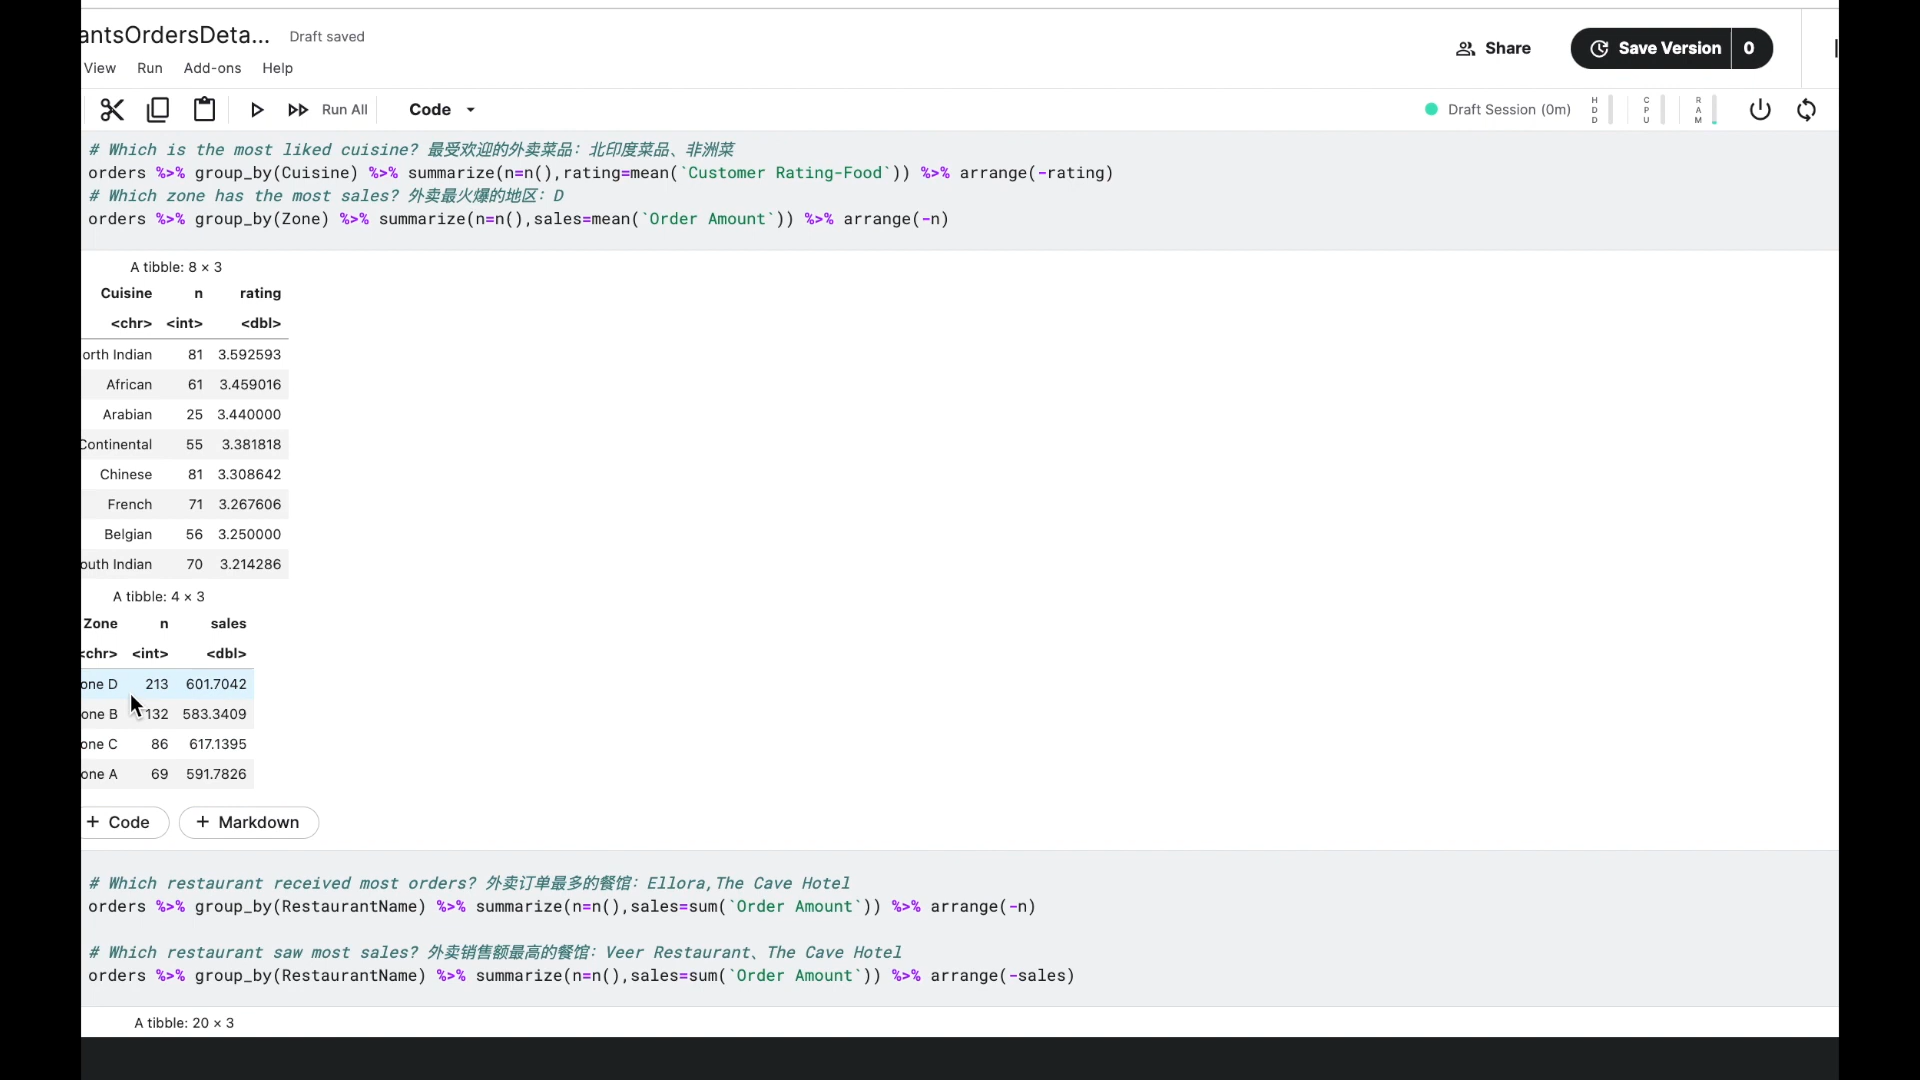 antsOrdersDeta... Draft saved
View Run Add-ons Help
Share
Save Version 0
Run All Code
Draft Session (0m) HDD CPU RAM
# Which is the most liked cuisine? 最受欢迎的外卖菜品：北印度菜品、非洲菜
orders %>% group_by(Cuisine) %>% summarize(n=n(),rating=mean(`Customer Rating-Food`)) %>% arrange(-rating)
# Which zone has the most sales? 外卖最火爆的地区：D
orders %>% group_by(Zone) %>% summarize(n=n(),sales=mean(`Order Amount`)) %>% arrange(-n)
A tibble: 8 × 3
Cuisine n rating
<chr> <int> <dbl>
orth Indian 81 3.592593
African 61 3.459016
Arabian 25 3.440000
Continental 55 3.381818
Chinese 81 3.308642
French 71 3.267606
Belgian 56 3.250000
outh Indian 70 3.214286
A tibble: 4 × 3
Zone n sales
<chr> <int> <dbl>
one D 213 601.7042
one B 132 583.3409
one C 86 617.1395
one A 69 591.7826
+ Code + Markdown
# Which restaurant received most orders? 外卖订单最多的餐馆：Ellora,The Cave Hotel
orders %>% group_by(RestaurantName) %>% summarize(n=n(),sales=sum(`Order Amount`)) %>% arrange(-n)
# Which restaurant saw most sales? 外卖销售额最高的餐馆：Veer Restaurant、The Cave Hotel
orders %>% group_by(RestaurantName) %>% summarize(n=n(),sales=sum(`Order Amount`)) %>% arrange(-sales)
A tibble: 20 × 3